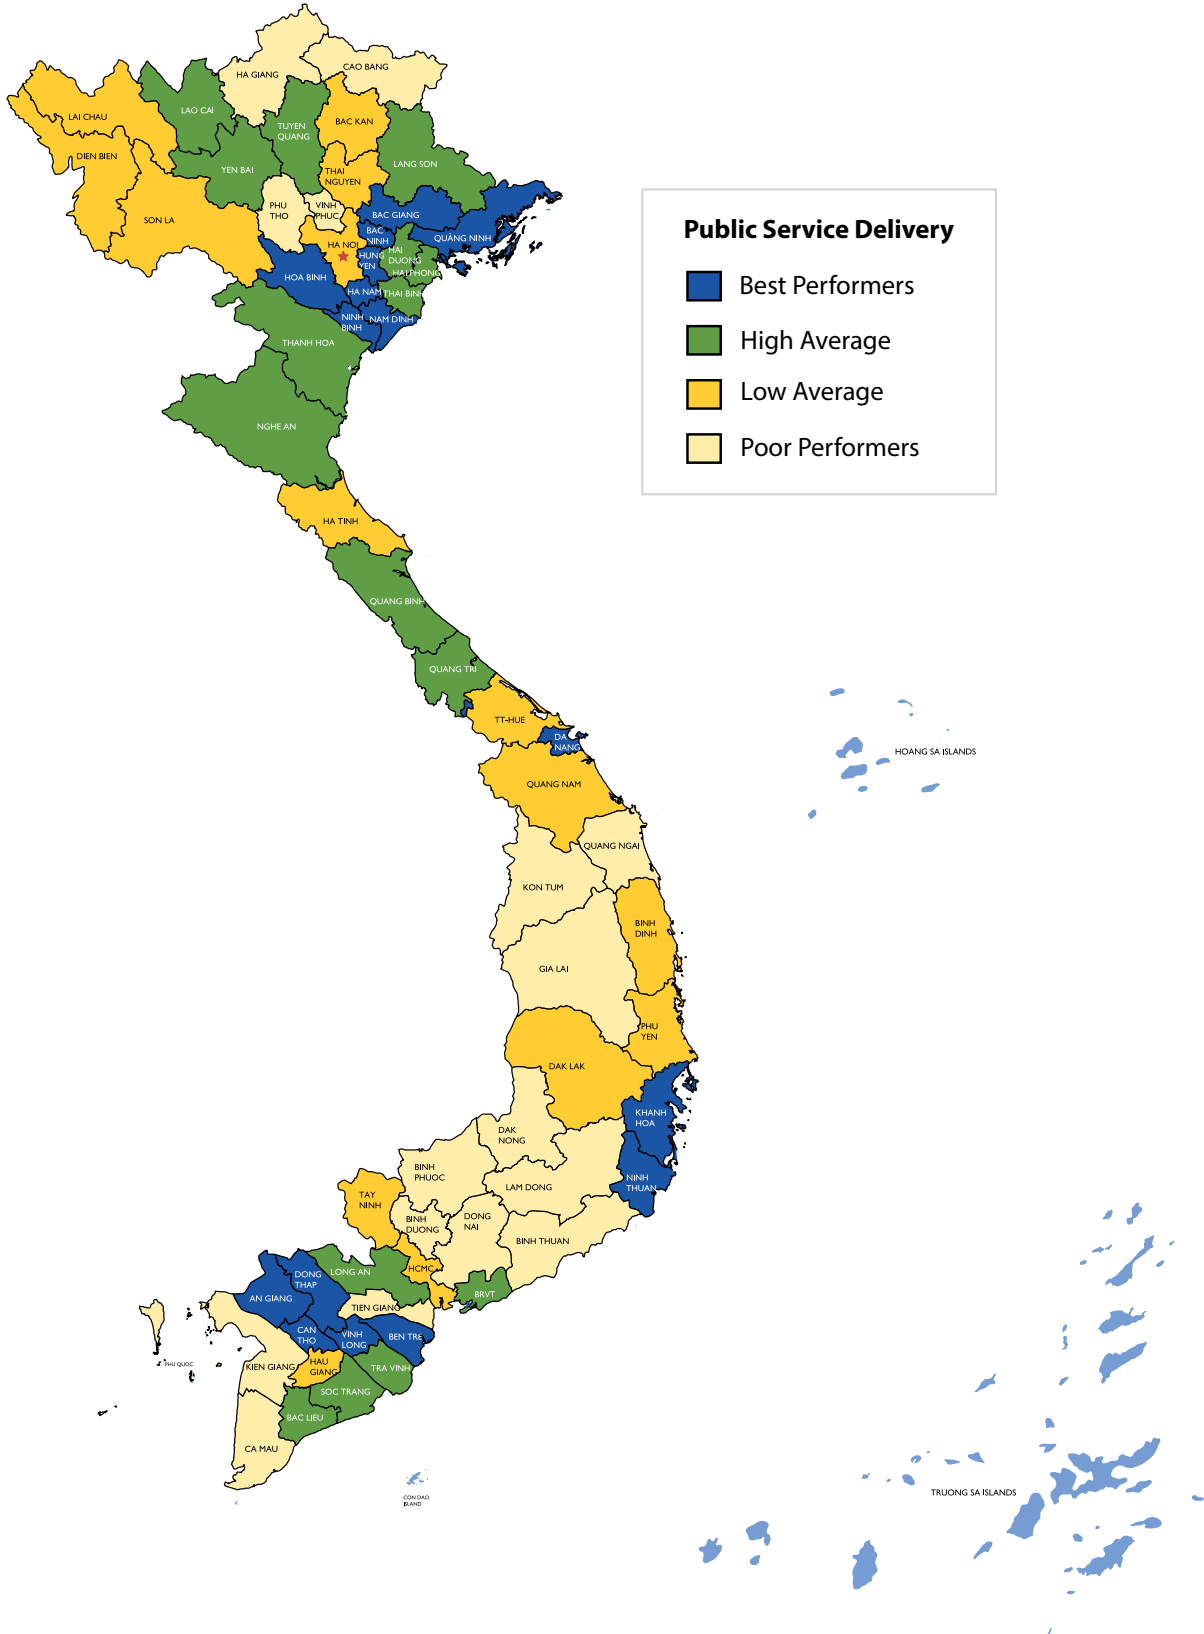 HA GIANG
CAO BANG
LAO CAI
LAI CHAU
TUYEN
QUANG
BAC KAN
DIEN BIEN
YEN BAI
LANG SON
THAI
NGUYEN
SON LA
PHU
THO
VINH
PHUC
BAC GIANG
BAC
NINH
QUANG NINH
HA NOI
HUNG
YEN
HAI
DUONG
HAI PHONG
HOA BINH
HA NAM
THAI BINH
NINH
BINH
NAM DINH
THANH HOA
NGHE AN
HA TINH
QUANG BINH
QUANG TRI
TT-HUE
DA
NANG
QUANG NAM
QUANG NGAI
KON TUM
BINH
DINH
GIA LAI
PHU
YEN
DAK LAK
KHANH
HOA
DAK
NONG
BINH
PHUOC
LAM DONG
NINH
THUAN
TAY
NINH
BINH
DUONG
DONG
NAI
BINH THUAN
HCMC
LONG AN
DONG
THAP
BRVT
AN GIANG
TIEN GIANG
CAN
THO
VINH
LONG
BEN TRE
KIEN GIANG
HAU
GIANG
TRA VINH
SOC TRANG
BAC LIEU
CA MAU
PHU QUOC
CON DAO
ISLAND
Public Service Delivery
Best Performers
High Average
Low Average
Poor Performers
HOANG SA ISLANDS
TRUONG SA ISLANDS